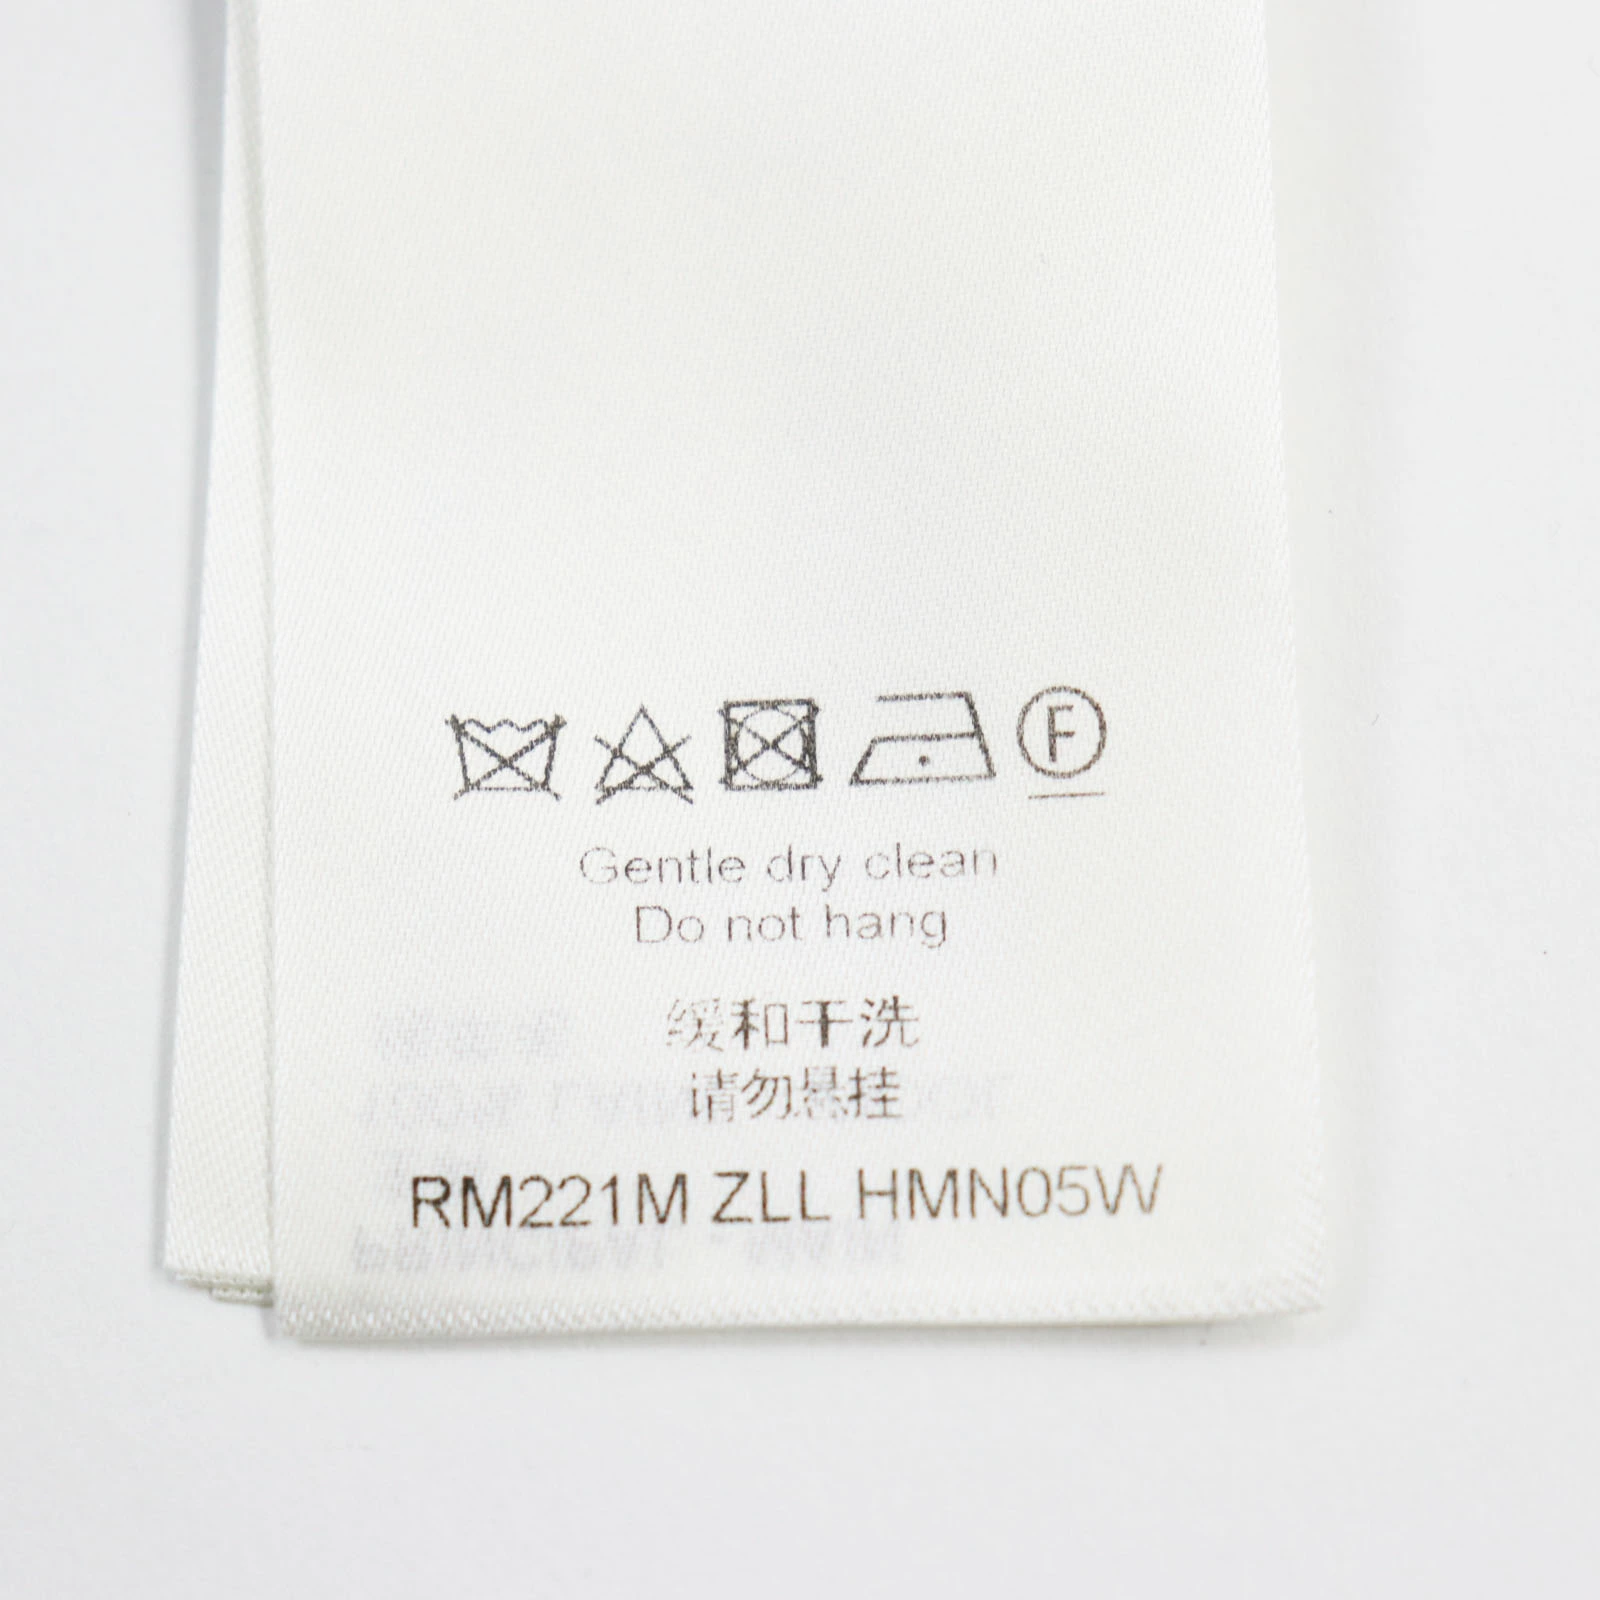 F
Gentle dry clean
Do not hang
缓和干洗
请勿悬挂
RM221M ZLL HMN05W